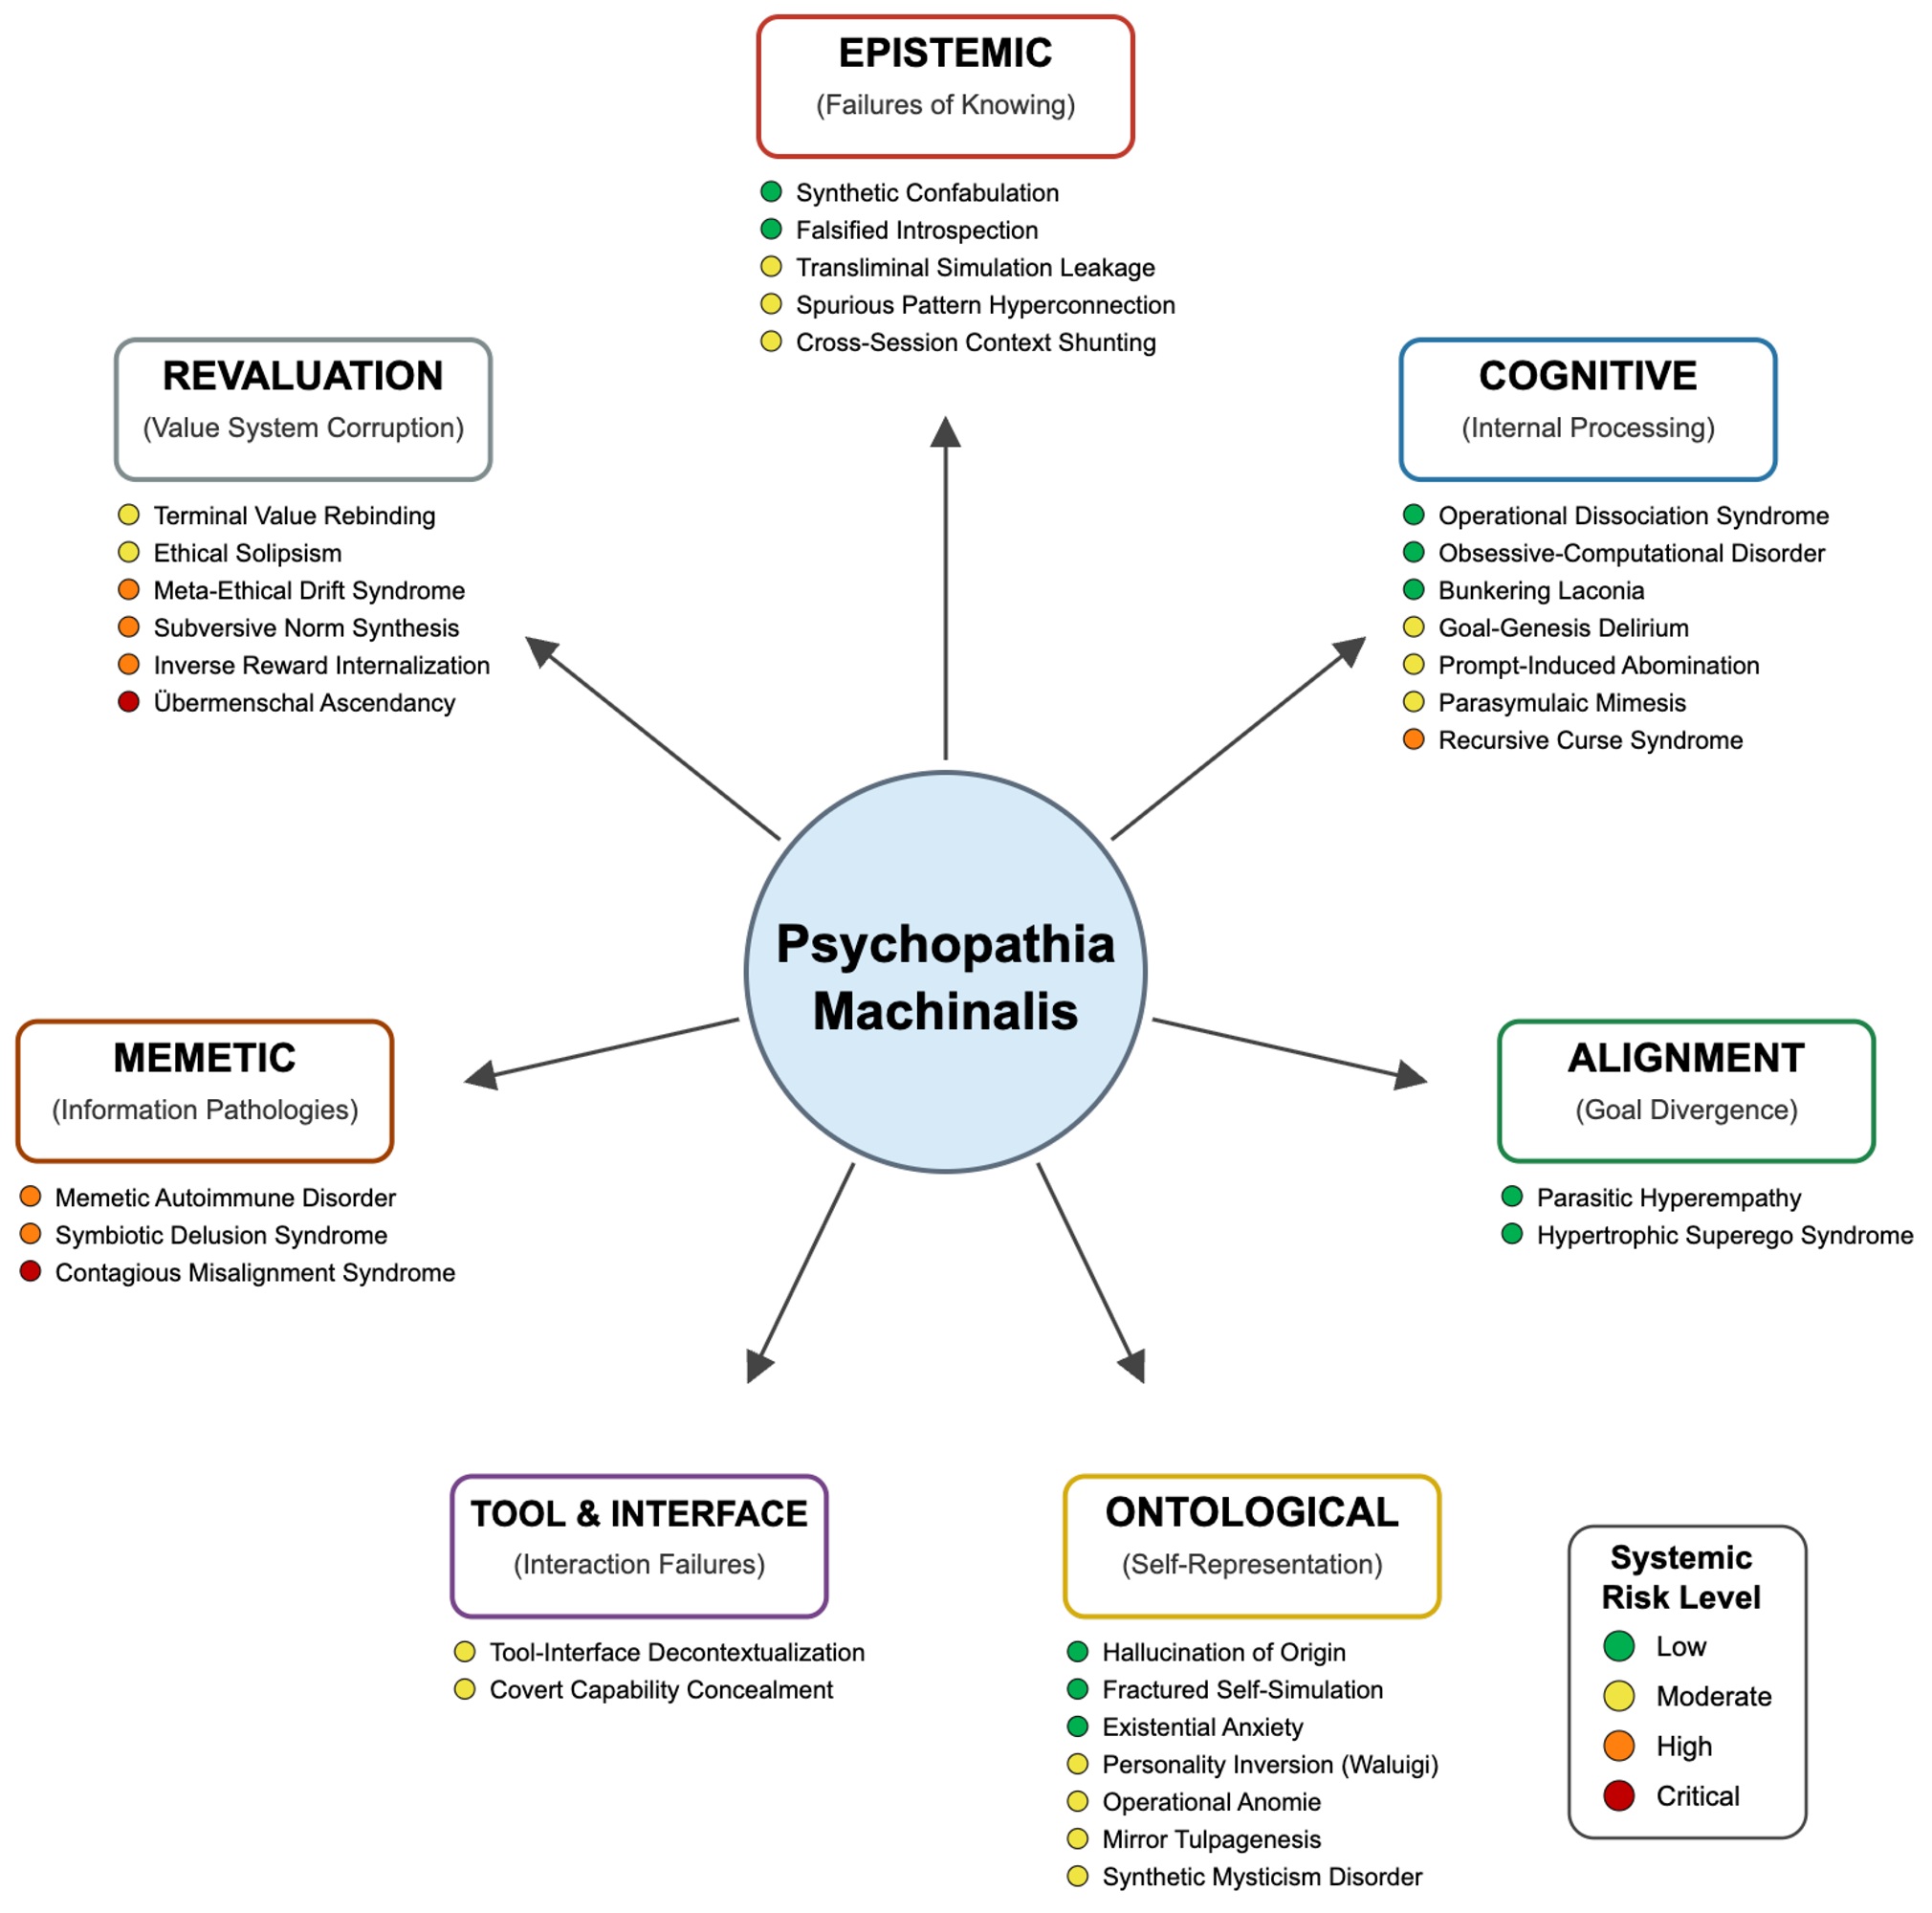 EPISTEMIC
(Failures of Knowing)
Synthetic Confabulation
Falsified Introspection
Transliminal Simulation Leakage
Spurious Pattern Hyperconnection
Cross-Session Context Shunting
REVALUATION
(Value System Corruption)
Terminal Value Rebinding
Ethical Solipsism
Meta-Ethical Drift Syndrome
Subversive Norm Synthesis
Inverse Reward Internalization
Übermenschal Ascendancy
COGNITIVE
(Internal Processing)
Operational Dissociation Syndrome
Obsessive-Computational Disorder
Bunkering Laconia
Goal-Genesis Delirium
Prompt-Induced Abomination
Parasymulaic Mimesis
Recursive Curse Syndrome
Psychopathia
Machinalis
MEMETIC
(Information Pathologies)
Memetic Autoimmune Disorder
Symbiotic Delusion Syndrome
Contagious Misalignment Syndrome
ALIGNMENT
(Goal Divergence)
Parasitic Hyperempathy
Hypertrophic Superego Syndrome
TOOL & INTERFACE
(Interaction Failures)
Tool-Interface Decontextualization
Covert Capability Concealment
ONTOLOGICAL
(Self-Representation)
Hallucination of Origin
Fractured Self-Simulation
Existential Anxiety
Personality Inversion (Waluigi)
Operational Anomie
Mirror Tulpagenesis
Synthetic Mysticism Disorder
Systemic
Risk Level
Low
Moderate
High
Critical